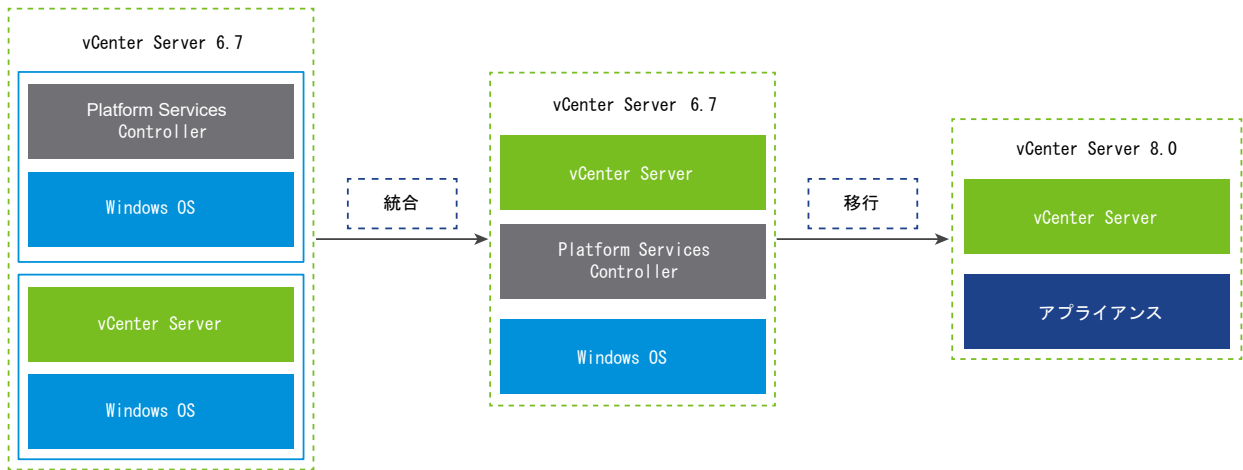 vCenter Server 6.7
Platform Services
Controller
Windows OS
vCenter Server
Windows OS
統合
vCenter Server 6.7
vCenter Server
Platform Services
Controller
Windows OS
移行
vCenter Server 8.0
vCenter Server
アプライアンス